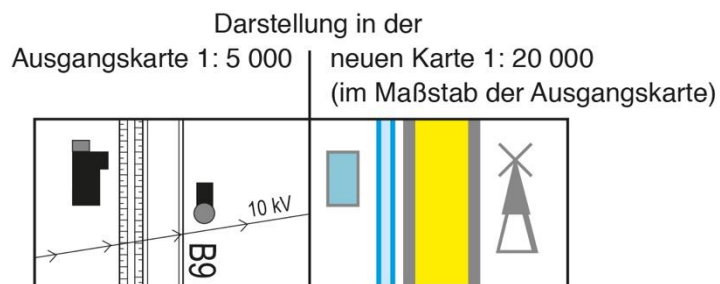 Darstellung in der
Ausgangskarte 1: 5 000
neuen Karte 1: 20 000
(im Maßstab der Ausgangskarte)
10 kV
B9